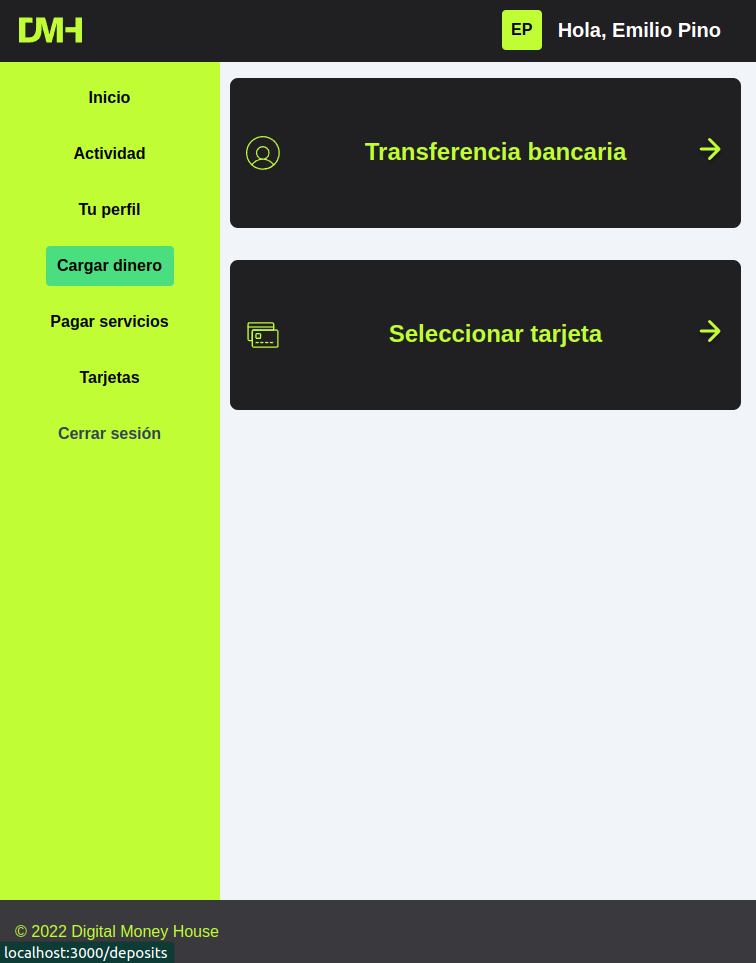 DMH
EP
Hola, Emilio Pino
Inicio
Actividad
Tu perfil
Cargar dinero
Pagar servicios
Tarjetas
Cerrar sesión
Transferencia bancaria
Seleccionar tarjeta
© 2022 Digital Money House
localhost:3000/deposits